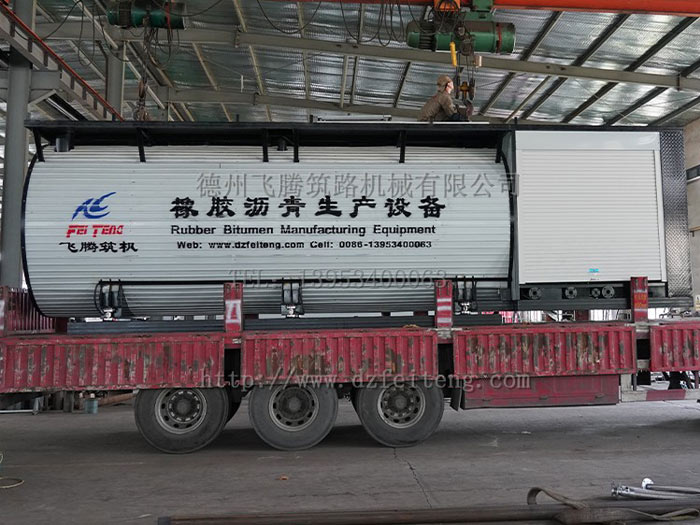 德州飞腾筑路机械有限公司
橡胶沥青生产设备
FEI TENG
飞腾筑机
Rubber Bitumen Manufacturing Equipment
Web: www.dzfeiteng.com Cell: 0086-13953400063
TEL: 13953400063
http://www.dzfeiteng.com